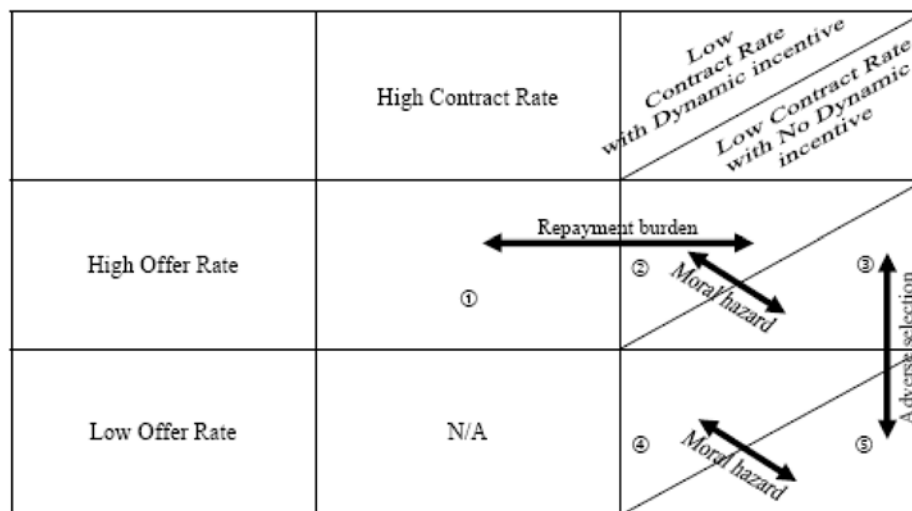 High Contract Rate
Low
Contract Rate
with Dynamic incentive
Low Contract Rate
with No Dynamic
incentive
High Offer Rate
Repayment burden
①
②
Moral hazard
③
Adverse selection
Low Offer Rate
N/A
④
Moral hazard
⑤